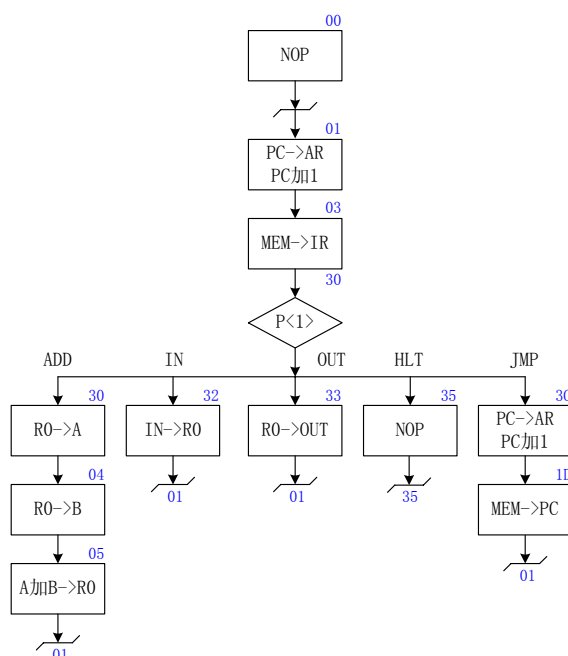 00
NOP
01
PC->AR
PC加1
03
MEM->IR
30
P<1>
ADD
IN
OUT
HLT
JMP
30
R0->A
32
IN->R0
33
R0->OUT
35
NOP
3C
PC->AR
PC加1
04
R0->B
01
01
35
1D
MEM->PC
05
A加B->R0
01
01